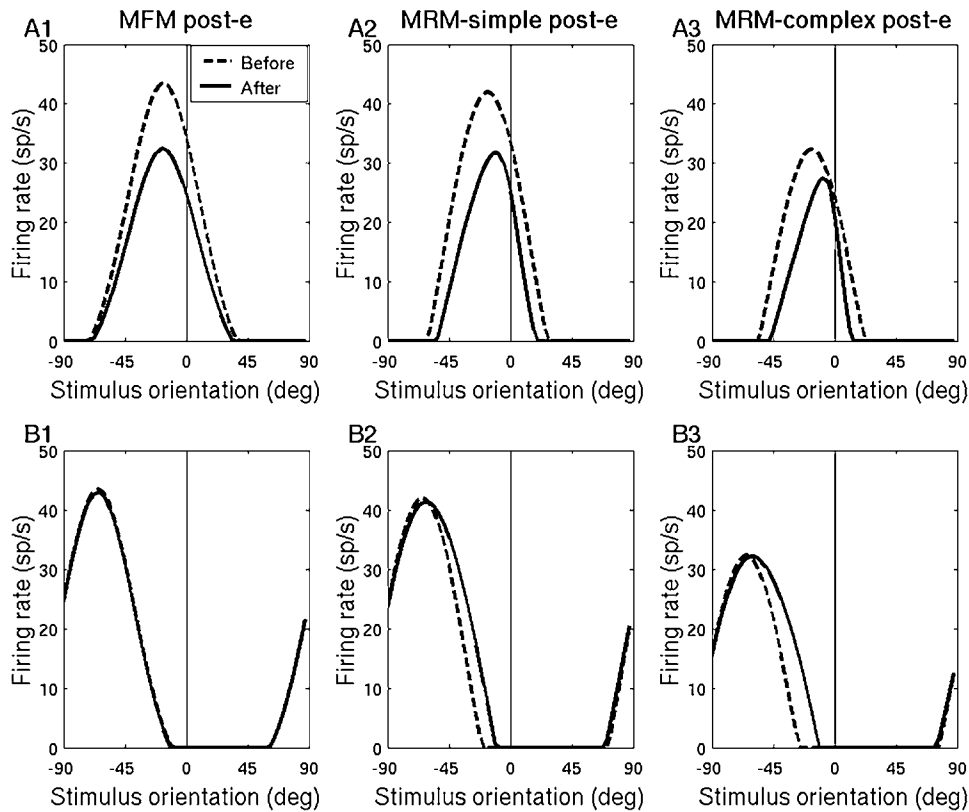 MFM post-e
MRM-simple post-e
MRM-complex post-e
A1
A2
A3
Before
After
50
40
30
20
10
0
Firing rate (sp/s)
-90 -45 0 45 90
Stimulus orientation (deg)
50
40
30
20
10
0
Firing rate (sp/s)
-90 -45 0 45 90
Stimulus orientation (deg)
50
40
30
20
10
0
Firing rate (sp/s)
-90 -45 0 45 90
Stimulus orientation (deg)
B1
B2
B3
50
40
30
20
10
0
Firing rate (sp/s)
-90 -45 0 45 90
Stimulus orientation (deg)
50
40
30
20
10
0
Firing rate (sp/s)
-90 -45 0 45 90
Stimulus orientation (deg)
50
40
30
20
10
0
Firing rate (sp/s)
-90 -45 0 45 90
Stimulus orientation (deg)